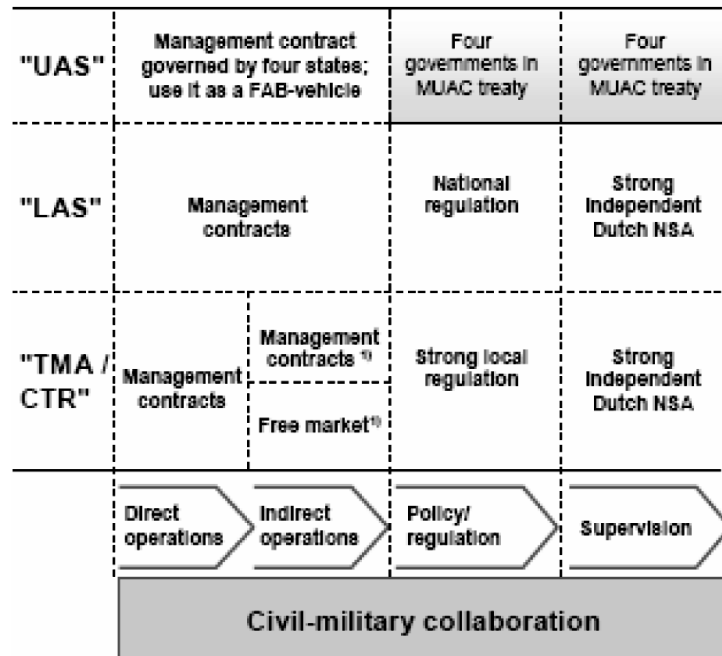 "UAS"
Management contract
governed by four states;
use it as a FAB-vehicle
Four
governments in
MUAC treaty
Four
governments in
MUAC treaty
"LAS"
Management
contracts
National
regulation
Strong
Independent
Dutch NSA
"TMA /
CTR"
Management
contracts
Management
contracts ¹⁾
Free market¹⁾
Strong local
regulation
Strong
Independent
Dutch NSA
Direct
operations
Indirect
operations
Policy/
regulation
Supervision
Civil-military collaboration